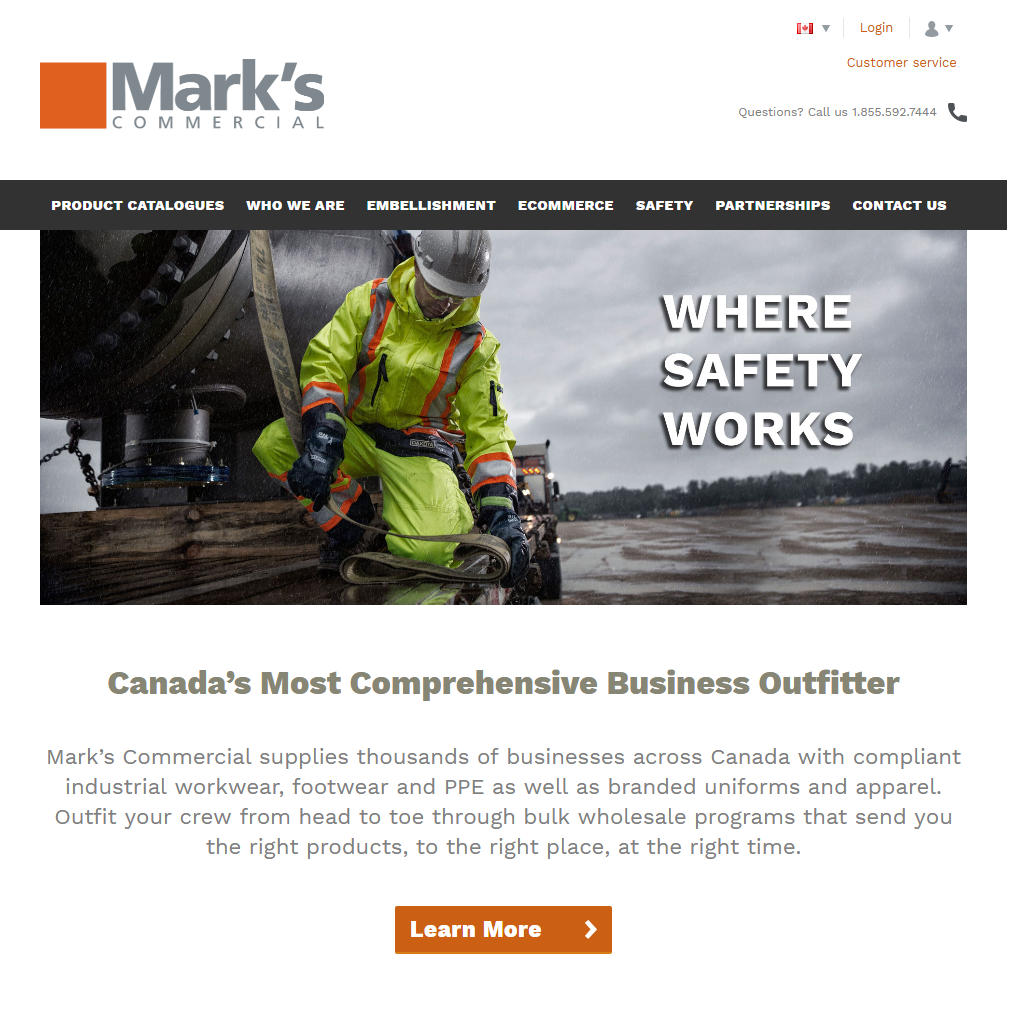 Login
Customer service
Mark's
COMMERCIAL
Questions? Call us 1.855.592.7444
PRODUCT CATALOGUES WHO WE ARE EMBELLISHMENT ECOMMERCE SAFETY PARTNERSHIPS CONTACT US
WHERE
SAFETY
WORKS
DAKOTA
Canada’s Most Comprehensive Business Outfitter
Mark’s Commercial supplies thousands of businesses across Canada with compliant
industrial workwear, footwear and PPE as well as branded uniforms and apparel.
Outfit your crew from head to toe through bulk wholesale programs that send you
the right products, to the right place, at the right time.
Learn More